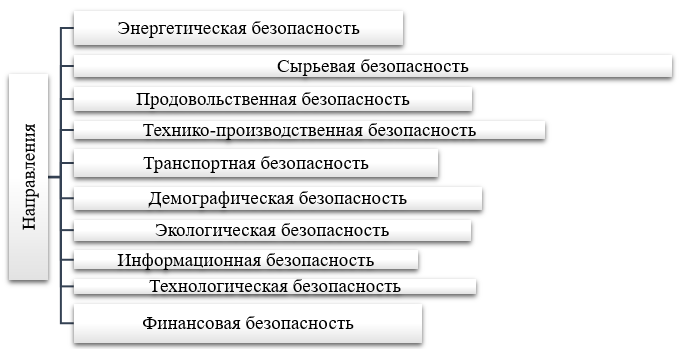 Направления
Энергетическая безопасность
Сырьевая безопасность
Продовольственная безопасность
Технико-производственная безопасность
Транспортная безопасность
Демографическая безопасность
Экологическая безопасность
Информационная безопасность
Технологическая безопасность
Финансовая безопасность